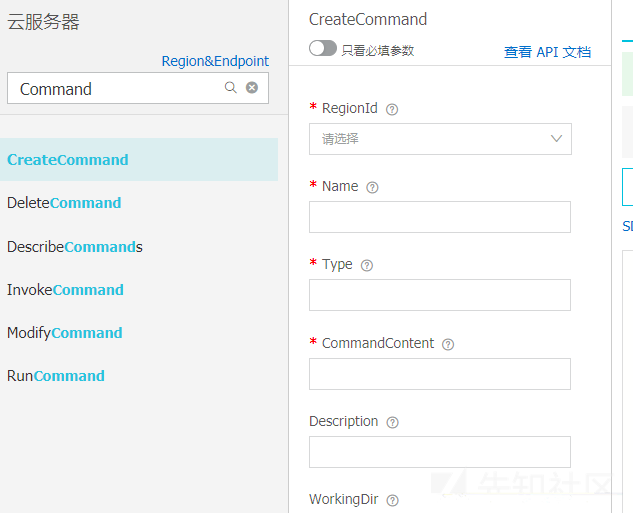 云服务器
Region&Endpoint
Command
CreateCommand
DeleteCommand
DescribeCommands
InvokeCommand
ModifyCommand
RunCommand
CreateCommand
只看必填参数
查看 API 文档
* RegionId
请选择
* Name
* Type
* CommandContent
Description
WorkingDir
先知社区